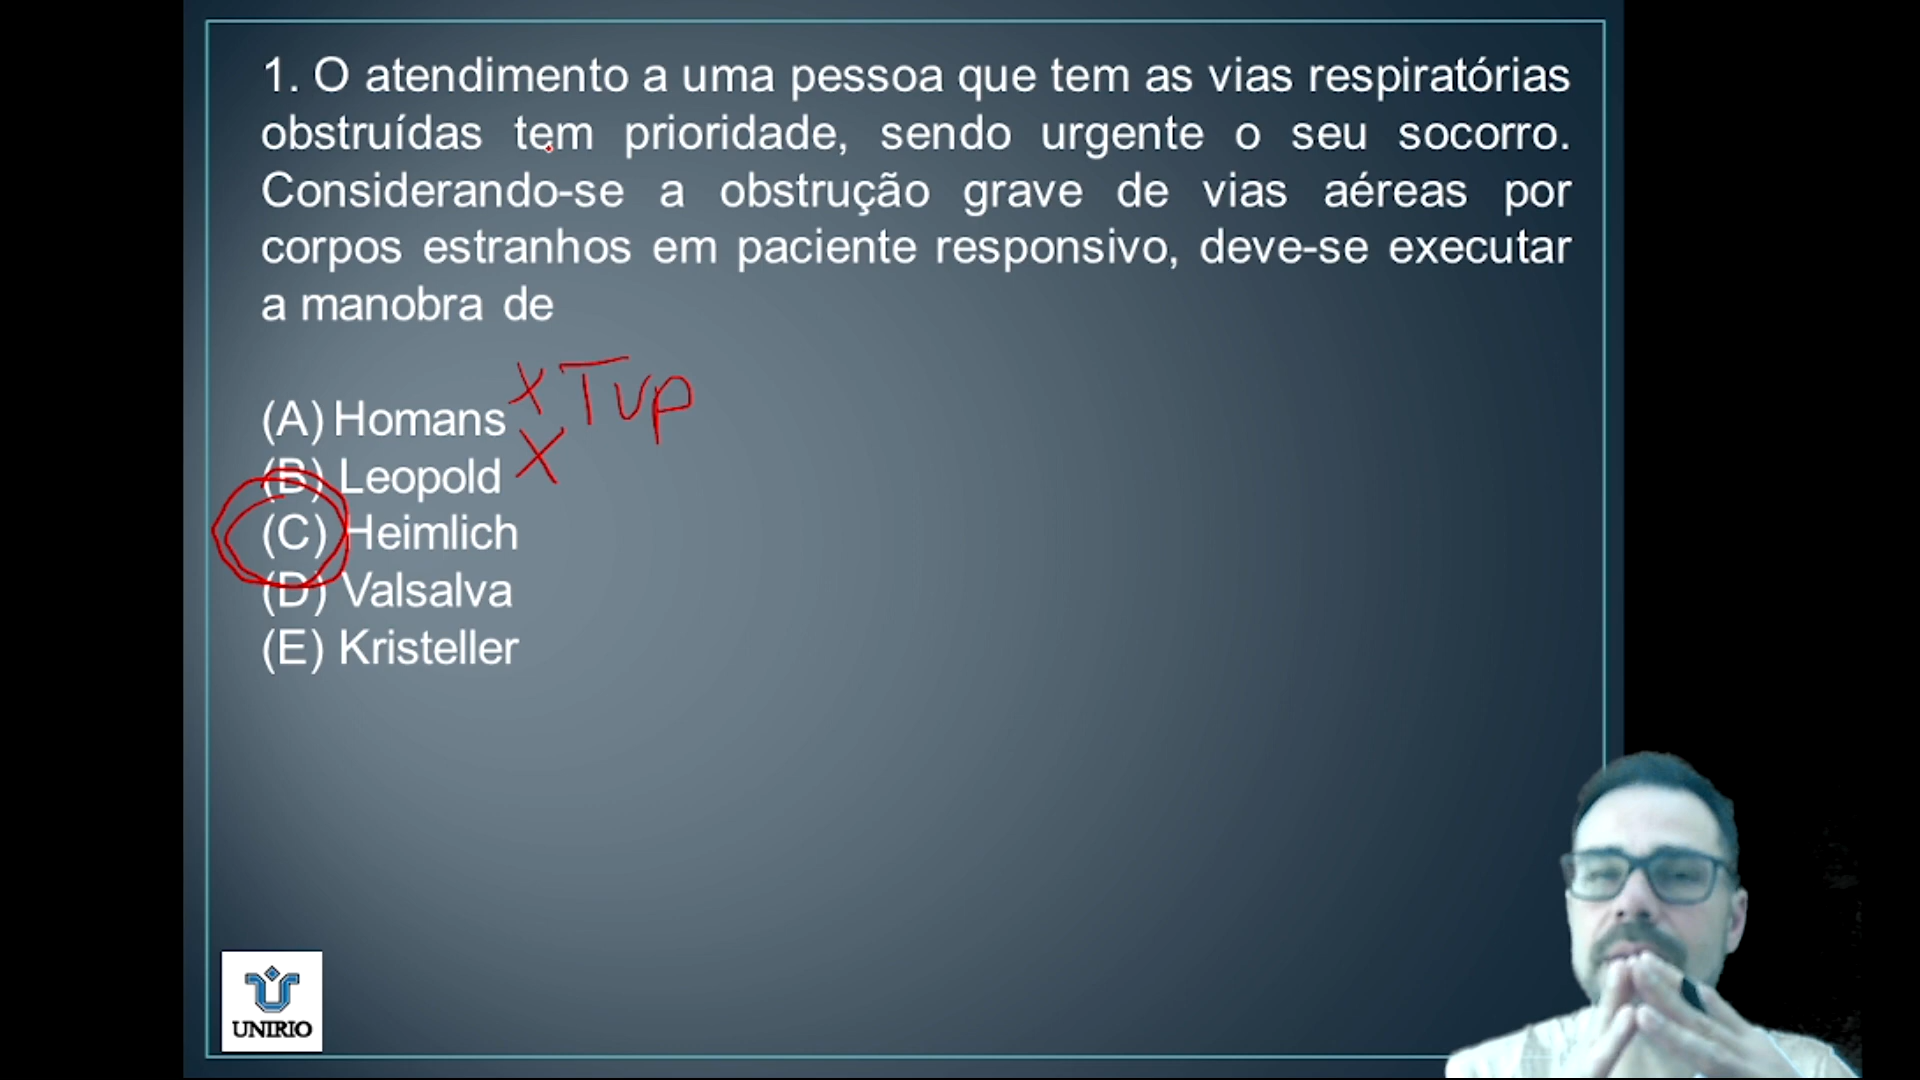 1. O atendimento a uma pessoa que tem as vias respiratórias
obstruídas tem prioridade, sendo urgente o seu socorro.
Considerando-se a obstrução grave de vias aéreas por
corpos estranhos em paciente responsivo, deve-se executar
a manobra de
(A) Homans x Tvp
(B) Leopold x
(C) Heimlich
(D) Valsalva
(E) Kristeller
UNIRIO